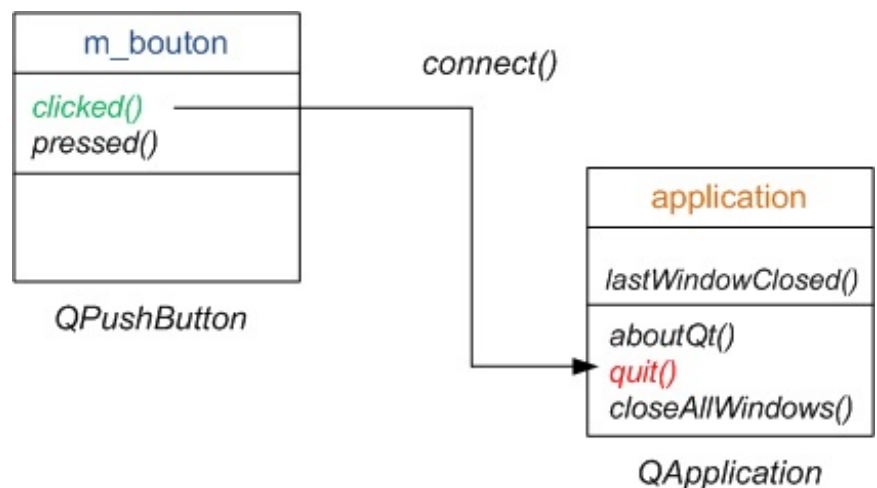 m_bouton
connect()
clicked()
pressed()
QPushButton
application
lastWindowClosed()
aboutQt()
quit()
closeAllWindows()
QApplication